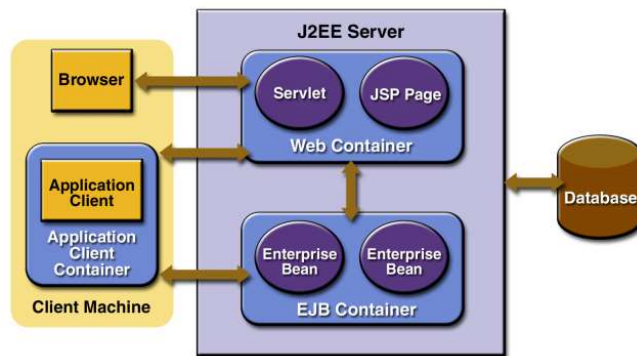 J2EE Server
Browser
Servlet
JSP Page
Web Container
Application
Client
Application
Client
Container
Client Machine
Enterprise
Bean
Enterprise
Bean
EJB Container
Database